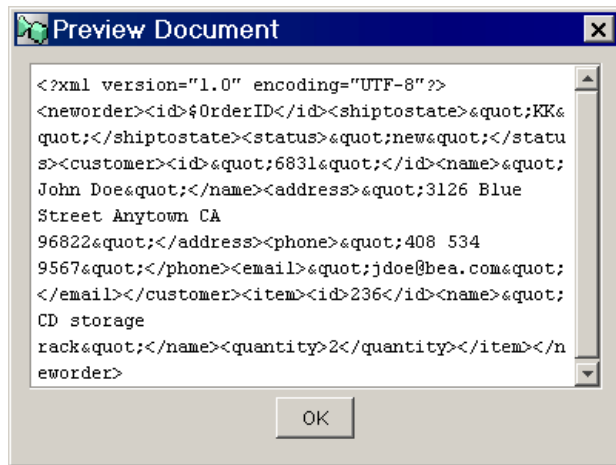 Preview Document
<?xml version="1.0" encoding="UTF-8"?>
<neworder><id>$OrderID</id><shiptostate>&quot;KK&
quot;</shiptostate><status>&quot;new&quot;</statu
s><customer><id>&quot;6831&quot;</id><name>&quot;
John Doe&quot;</name><address>&quot;3126 Blue
Street Anytown CA
96822&quot;</address><phone>&quot;408 534
9567&quot;</phone><email>&quot;jdoe@bea.com&quot;
</email></customer><item><id>236</id><name>&quot;
CD storage
rack&quot;</name><quantity>2</quantity></item></n
eworder>
OK